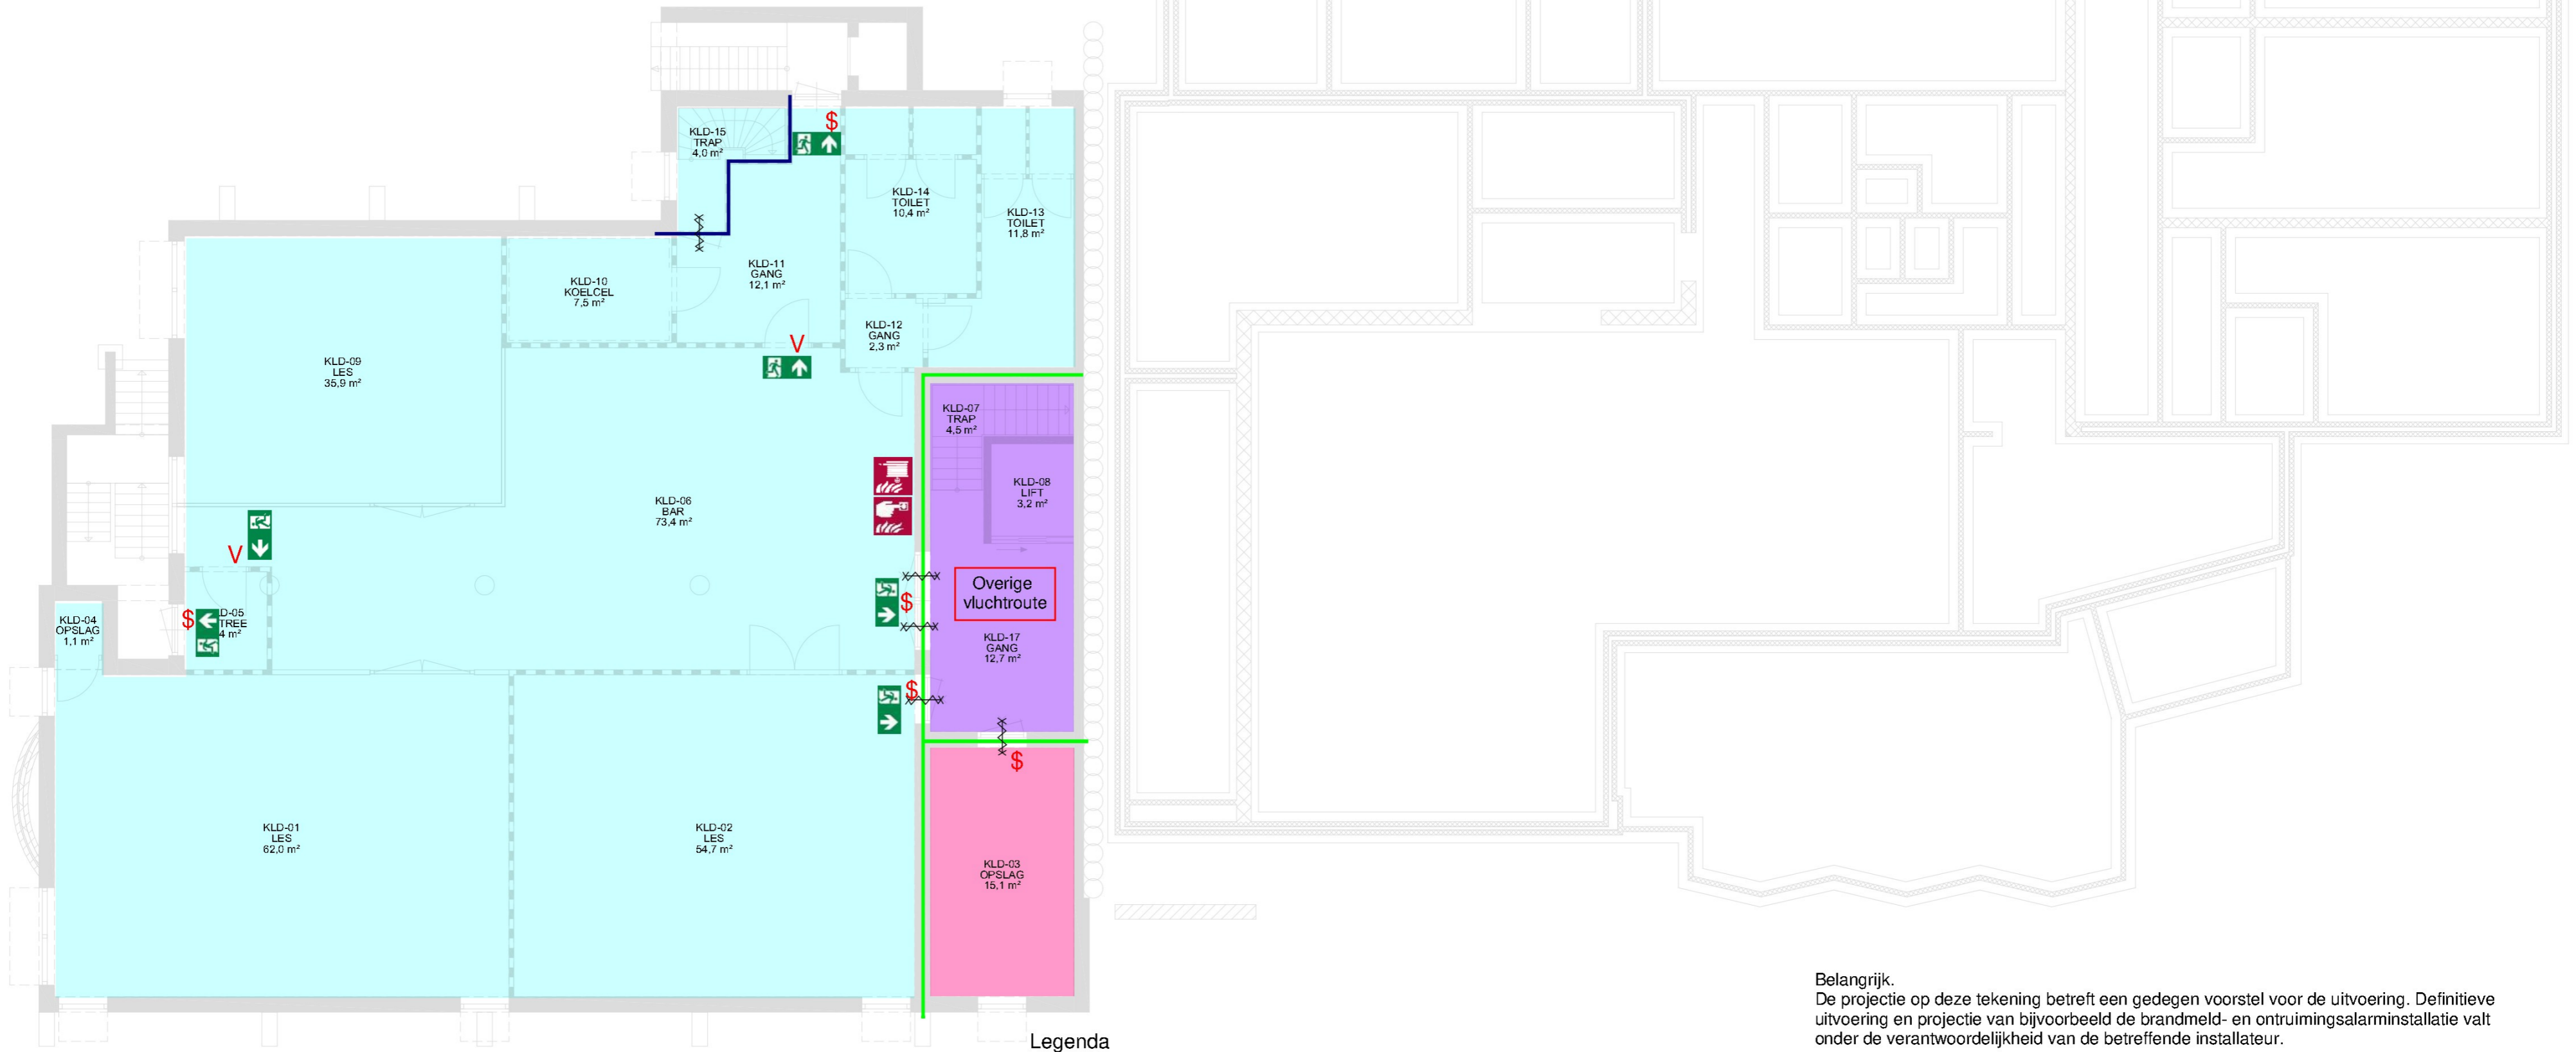 KLD-15
TRAP
4,0 m²
$
KLD-14
TOILET
10,4 m²
KLD-13
TOILET
11,8 m²
KLD-11
GANG
12,1 m²
KLD-10
KOELCEL
7,5 m²
KLD-12
GANG
2,3 m²
V
KLD-09
LES
35,9 m²
KLD-07
TRAP
4,5 m²
KLD-08
LIFT
3,2 m²
KLD-06
BAR
73,4 m²
V
Overige
vluchtroute
$
$
D-05
TREE
4 m²
KLD-04
OPSLAG
1,1 m²
KLD-17
GANG
12,7 m²
$
$
KLD-01
LES
62,0 m²
KLD-02
LES
54,7 m²
KLD-03
OPSLAG
15,1 m²
Legenda
Belangrijk.
De projectie op deze tekening betreft een gedegen voorstel voor de uitvoering. Definitieve
uitvoering en projectie van bijvoorbeeld de brandmeld- en ontruimingsalarminstallatie valt
onder de verantwoordelijkheid van de betreffende installateur.